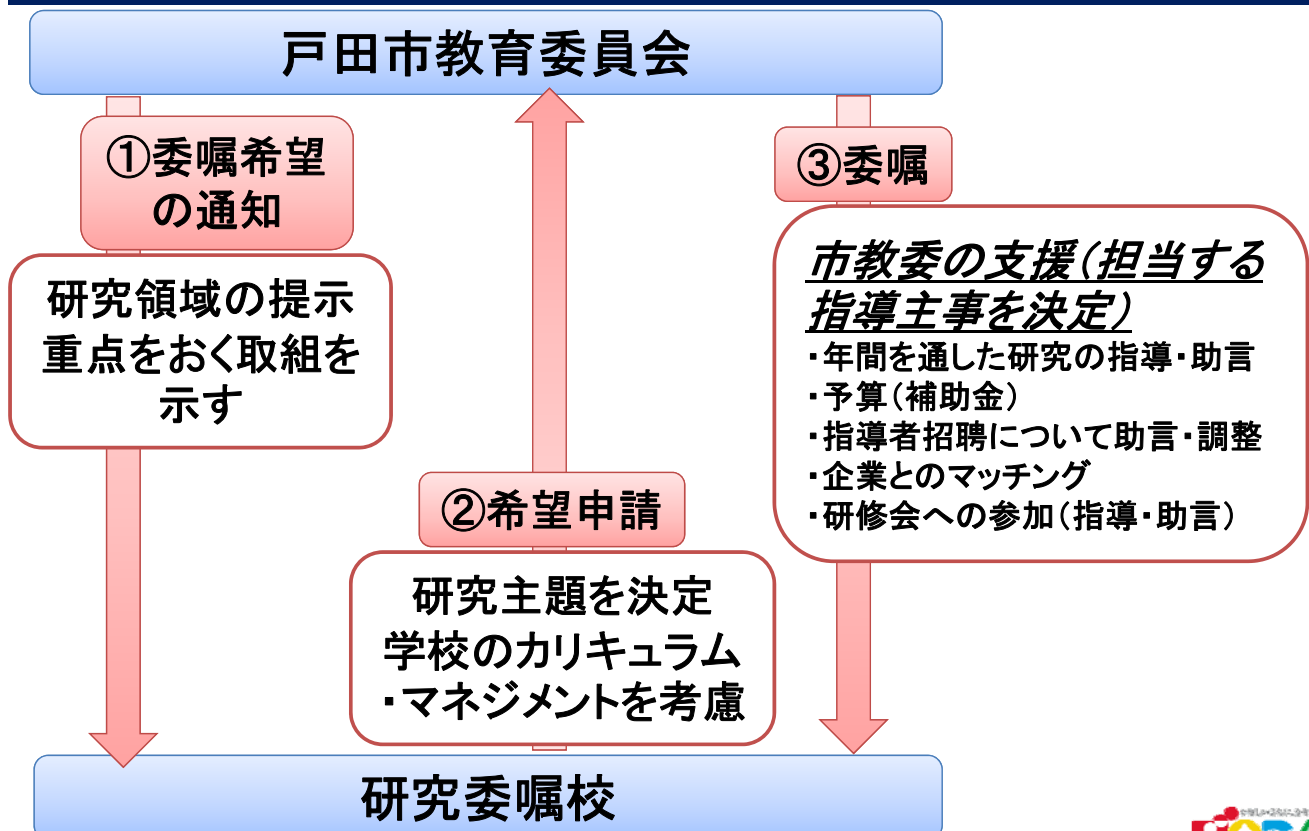 戸田市教育委員会
①委嘱希望
の通知
研究領域の提示
重点をおく取組を
示す
②希望申請
研究主題を決定
学校のカリキュラム
・マネジメントを考慮
③委嘱
市教委の支援（担当する
指導主事を決定）
・年間を通した研究の指導・助言
・予算（補助金）
・指導者招聘について助言・調整
・企業とのマッチング
・研修会への参加（指導・助言）
研究委嘱校